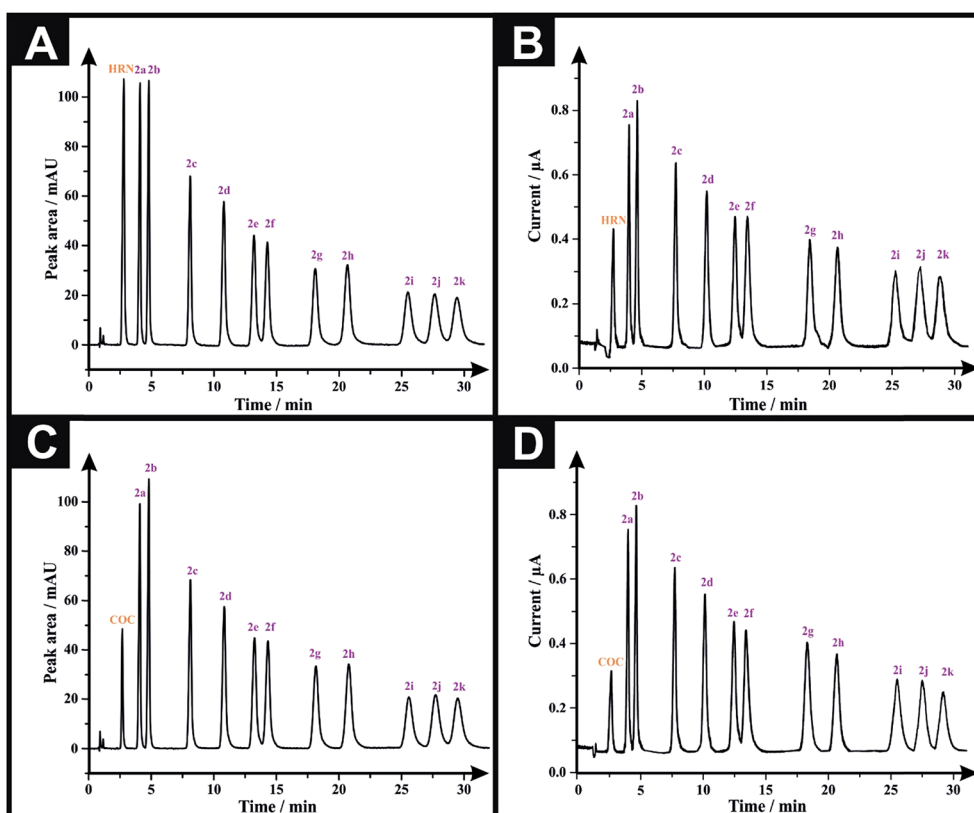 A
HRN 2a 2b
2c
2d
2e 2f
2g 2h
2i 2j 2k
Peak area / mAU
100
80
60
40
20
0
0 5 10 15 20 25 30
Time / min
B
2b
2a
2c
2d
2e 2f
HRN
2g 2h
2i 2j 2k
Current / µA
0.8
0.6
0.4
0.2
0.0
0 5 10 15 20 25 30
Time / min
C
2b
2a
2c
2d
COC
2e 2f
2g 2h
2i 2j 2k
Peak area / mAU
100
80
60
40
20
0
0 5 10 15 20 25 30
Time / min
D
2b
2a
2c
2d
2e 2f
2g 2h
COC
2i 2j 2k
Current / µA
0.8
0.6
0.4
0.2
0.0
0 5 10 15 20 25 30
Time / min